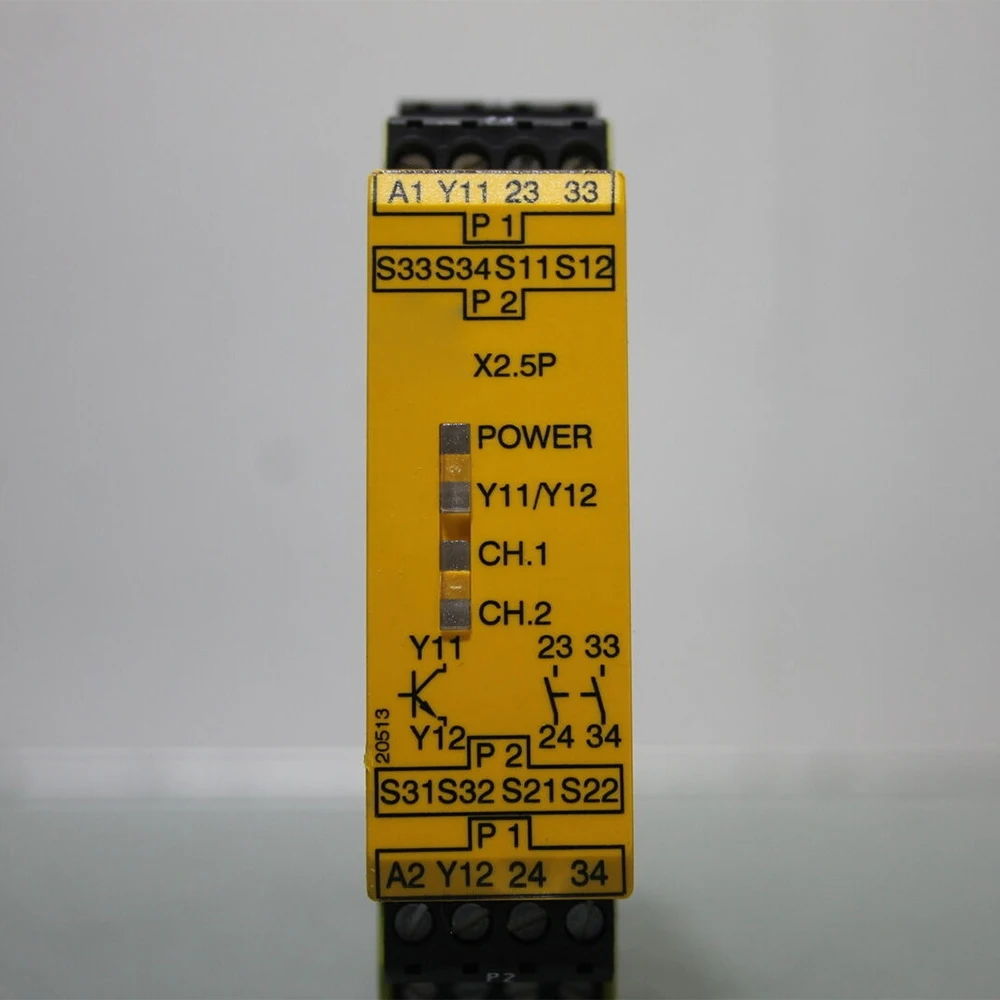 A1 Y11 23 33
P 1
S33 S34 S11 S12
P 2
X2.5P
POWER
Y11/Y12
CH.1
CH.2
Y11 23 33
20513
Y12 24 34
P 2
S31 S32 S21 S22
P 1
A2 Y12 24 34
P2